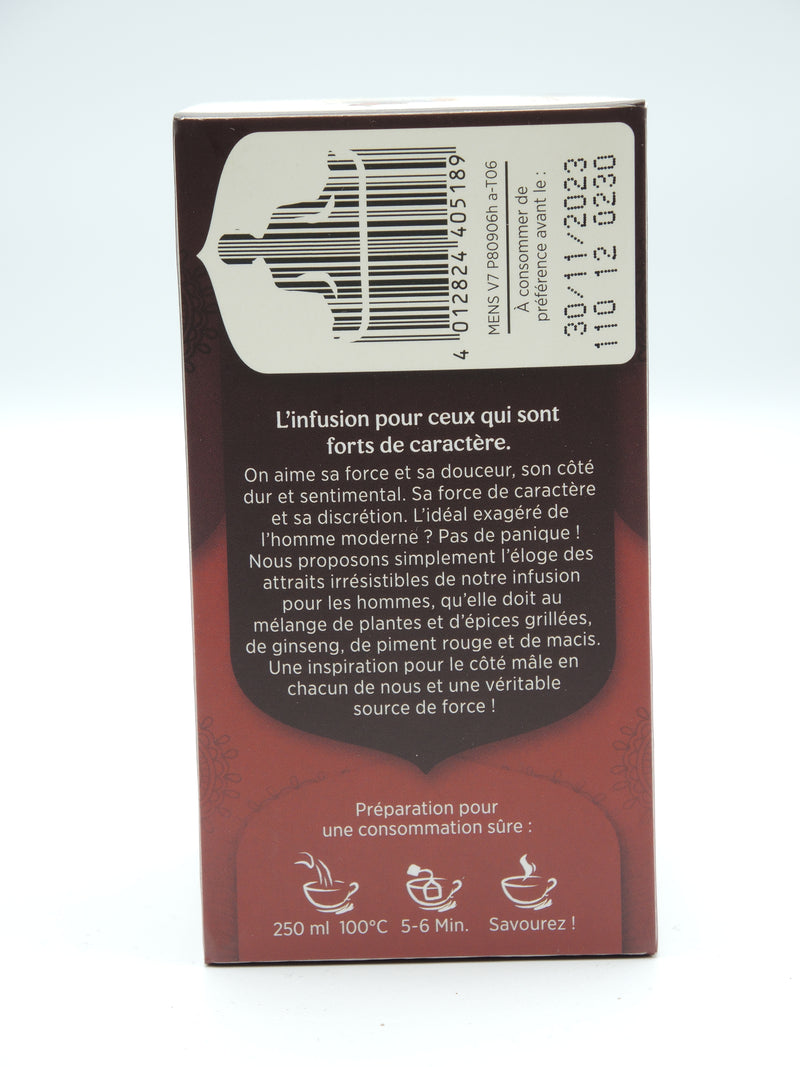 4 012824 405189
MENS V7 P80906h a-T06
À consommer de
préférence avant le :
30/11/2023
110 12 0230
L'infusion pour ceux qui sont
forts de caractère.
On aime sa force et sa douceur, son côté
dur et sentimental. Sa force de caractère
et sa discrétion. L'idéal exagéré de
l'homme moderne ? Pas de panique !
Nous proposons simplement l'éloge des
attraits irrésistibles de notre infusion
pour les hommes, qu'elle doit au
mélange de plantes et d'épices grillées,
de ginseng, de piment rouge et de macis.
Une inspiration pour le côté mâle en
chacun de nous et une véritable
source de force !
Préparation pour
une consommation sûre :
250 ml 100°C 5-6 Min. Savourez !